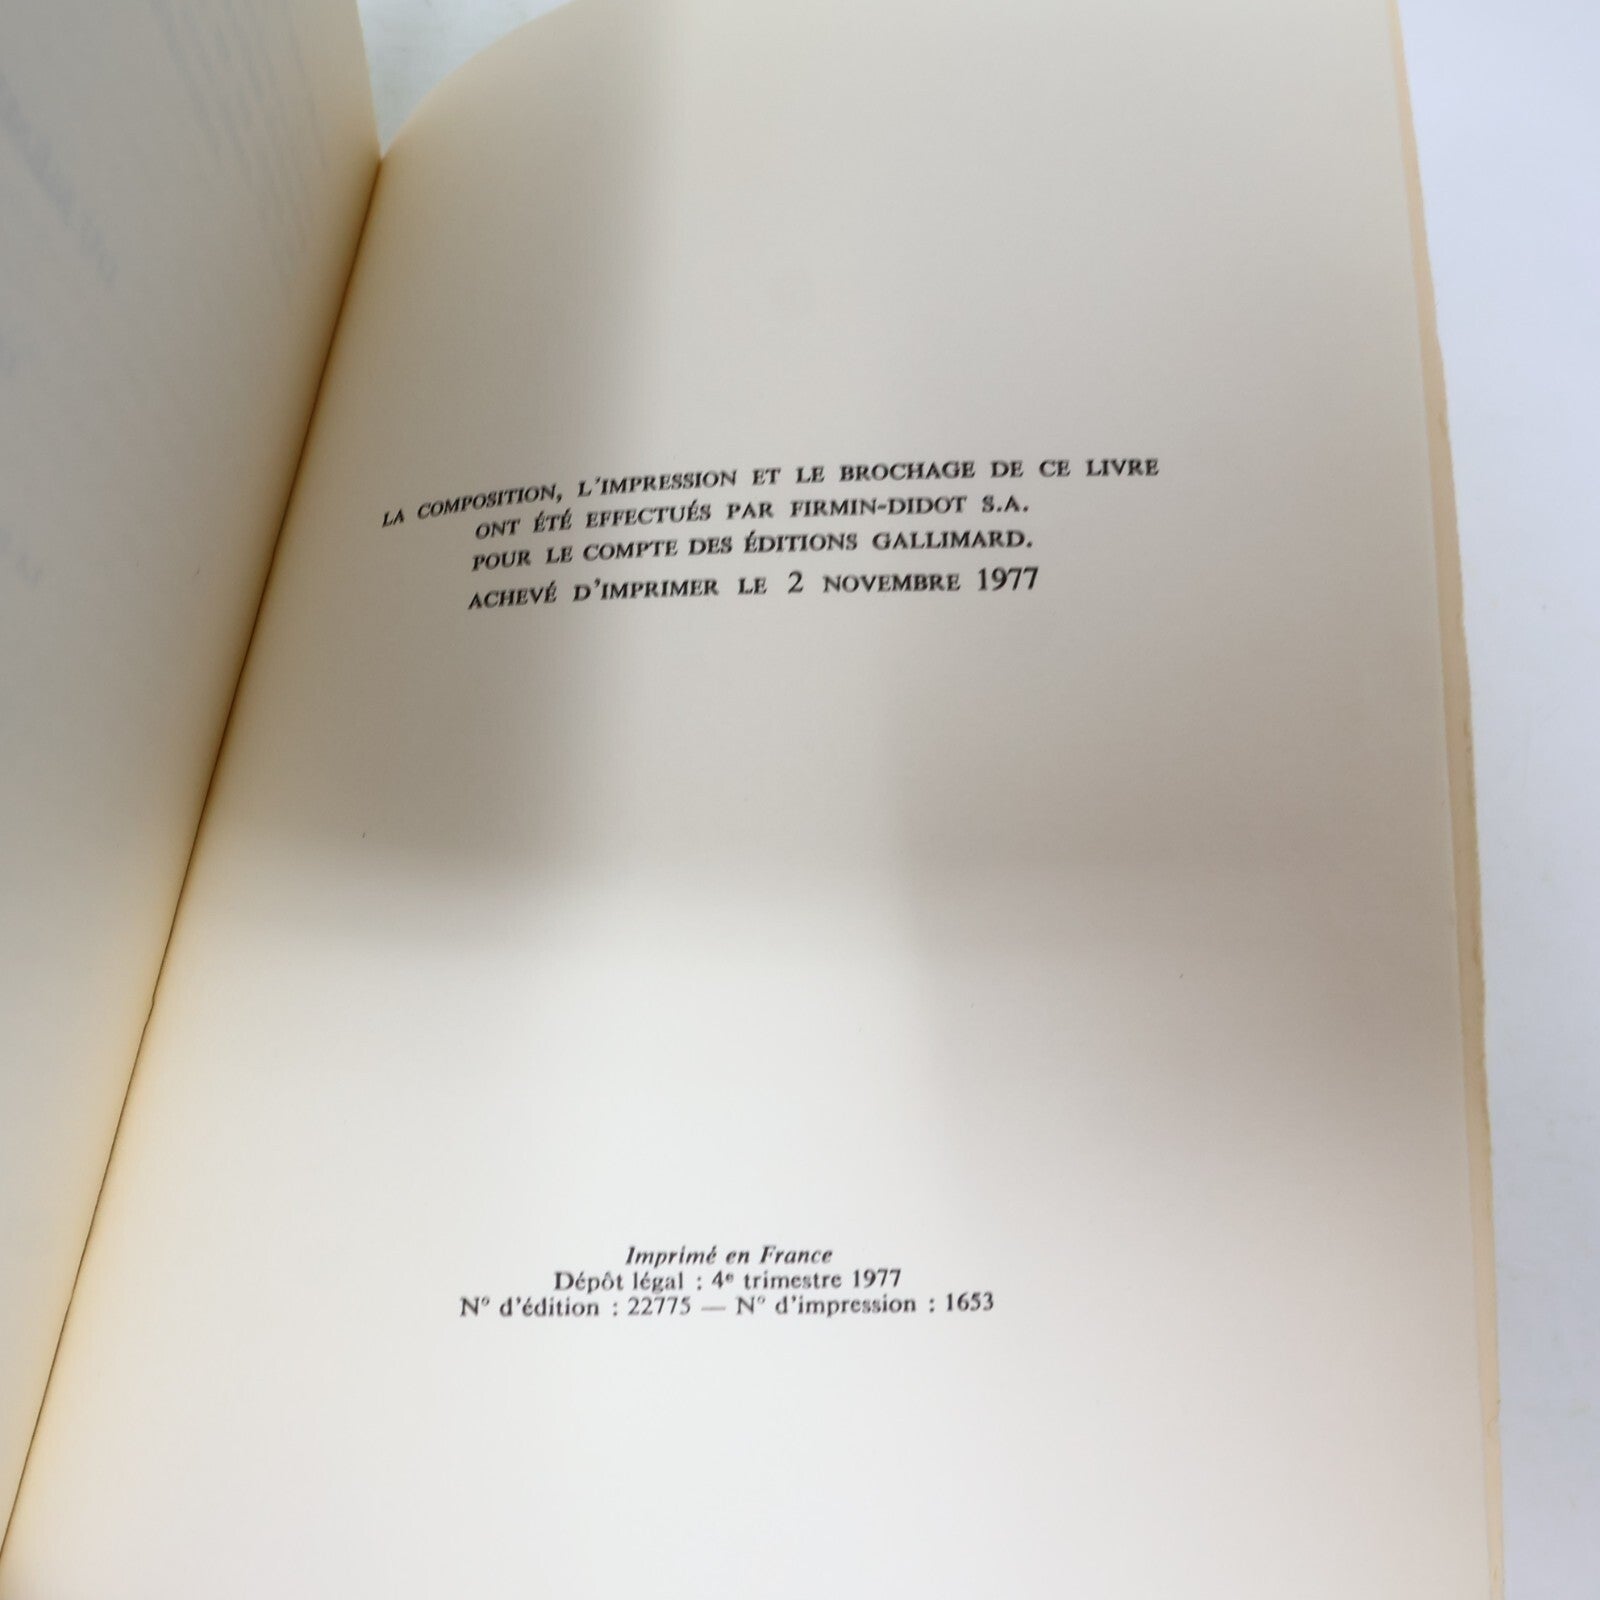 LA COMPOSITION, L'IMPRESSION ET LE BROCHAGE DE CE LIVRE
ONT ÉTÉ EFFECTUÉS PAR FIRMIN-DIDOT S.A.
POUR LE COMPTE DES ÉDITIONS GALLIMARD.
ACHEVÉ D'IMPRIMER LE 2 NOVEMBRE 1977
Imprimé en France
Dépôt légal : 4e trimestre 1977
N° d'édition : 22775 — N° d'impression : 1653